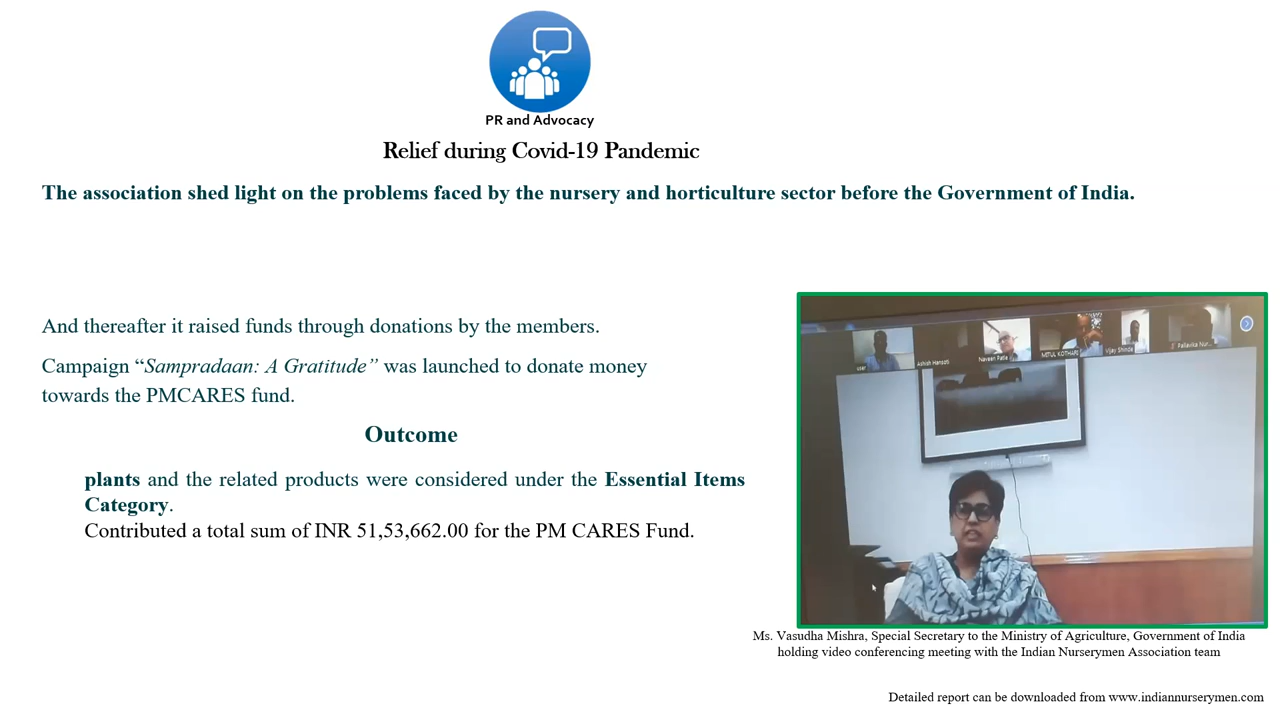 PR and Advocacy
Relief during Covid-19 Pandemic
The association shed light on the problems faced by the nursery and horticulture sector before the Government of India.
And thereafter it raised funds through donations by the members.
Campaign “Sampradaan: A Gratitude” was launched to donate money
towards the PMCARES fund.
Outcome
plants and the related products were considered under the Essential Items
Category.
Contributed a total sum of INR 51,53,662.00 for the PM CARES Fund.
user
Ashish Hansoti
Naveen Patle
MITUL KOTHARI
Vijay Shinde
Pallavika Nur...
Ms. Vasudha Mishra, Special Secretary to the Ministry of Agriculture, Government of India
holding video conferencing meeting with the Indian Nurserymen Association team
Detailed report can be downloaded from www.indiannurserymen.com